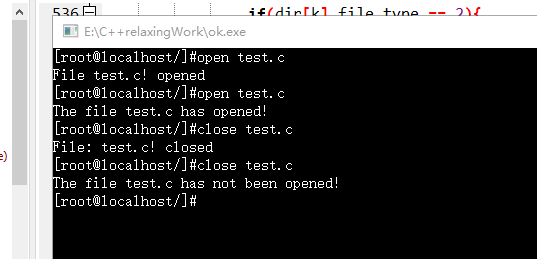 536
if(dir[k].file_type == 2){
E:\C++relaxingWork\ok.exe
[root@localhost/]#open test.c
File test.c! opened
[root@localhost/]#open test.c
The file test.c has opened!
[root@localhost/]#close test.c
File: test.c! closed
[root@localhost/]#close test.c
The file test.c has not been opened!
[root@localhost/]#
e)